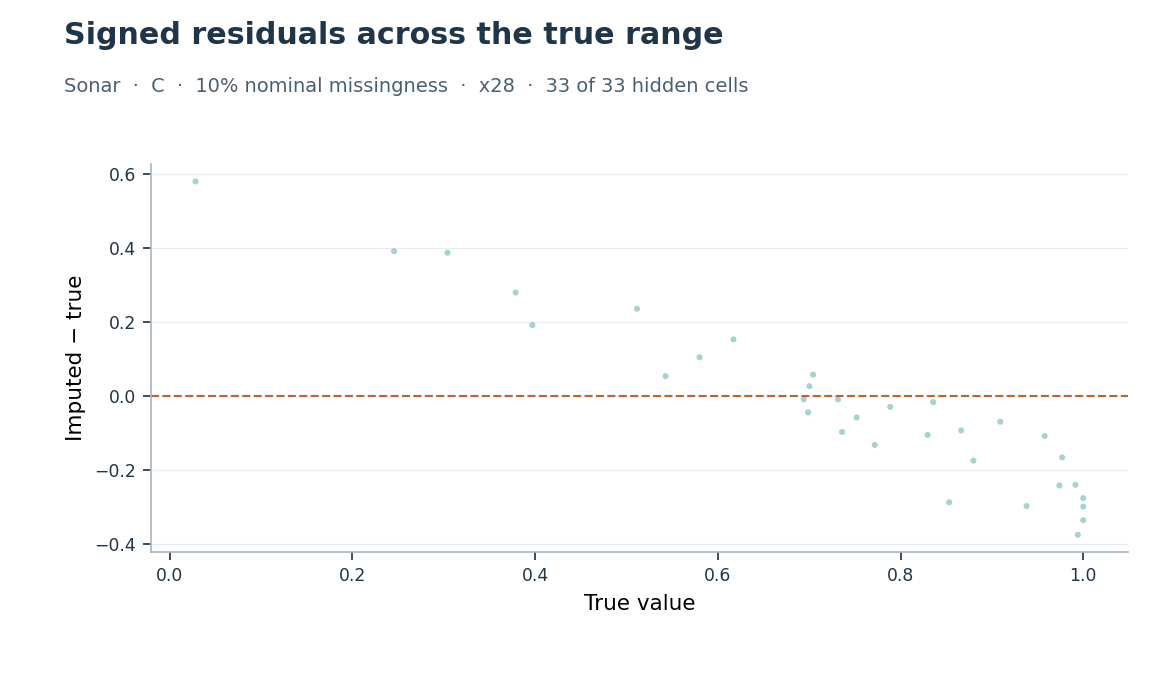 Signed residuals across the true range
Sonar · C · 10% nominal missingness · x28 · 33 of 33 hidden cells
Imputed − true
0.6
0.4
0.2
0.0
−0.2
−0.4
0.0 0.2 0.4 0.6 0.8 1.0
True value